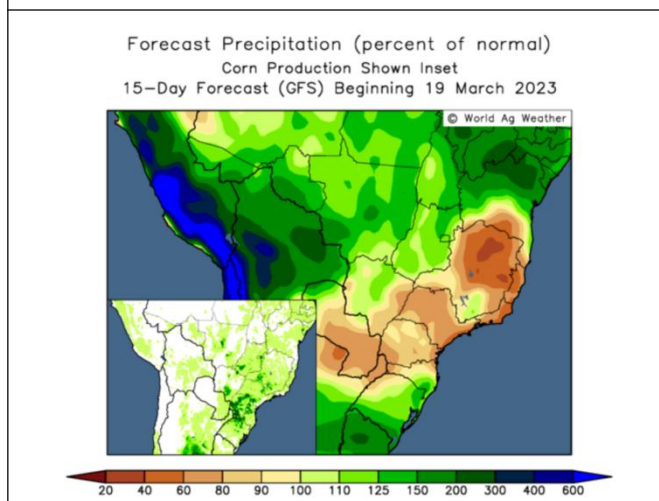 Forecast Precipitation (percent of normal)
Corn Production Shown Inset
15-Day Forecast (GFS) Beginning 19 March 2023
© World Ag Weather
20 40 60 80 90 100 110 125 150 200 300 400 600